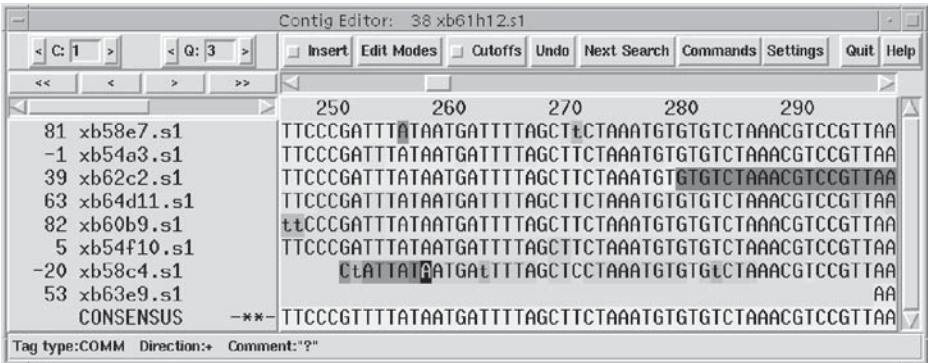 Contig Editor: 38 xb61h12.s1
< C: 1 > < Q: 3 > Insert Edit Modes Cutoffs Undo Next Search Commands Settings Quit Help
<< < > >>
250 260 270 280 290
81 xb58e7.s1 TTCCCGATTTATAATGATTTTAGCTtCTAAATGTGTGTCTAAACGTCCGTTAA
-1 xb54a3.s1 TTCCCGATTTATAATGATTTTAGCTTCTAAATGTGTGTCTAAACGTCCGTTAA
39 xb62c2.s1 TTCCCGATTTATAATGATTTTAGCTTCTAAATGTGTGTCTAAACGTCCGTTAA
63 xb64d11.s1 TTCCCGATTTATAATGATTTTAGCTTCTAAATGTGTGTCTAAACGTCCGTTAA
82 xb60b9.s1 ttCCCGATTTATAATGATTTTAGCTTCTAAATGTGTGTCTAAACGTCCGTTAA
5 xb54f10.s1 TTCCCGATTTATAATGATTTTAGCTTCTAAATGTGTGTCTAAACGTCCGTTAA
-20 xb58c4.s1 CtATTATAATGAtTTTAGCTCCTAAATGTGTGtCTAAACGTCCGTTAA
53 xb63e9.s1 AA
CONSENSUS -**- TTCCCGTTTTATAATGATTTTAGCTTCTAAATGTGTGTCTAAACGTCCGTTAA
Tag type:COMM Direction:+ Comment:"?"